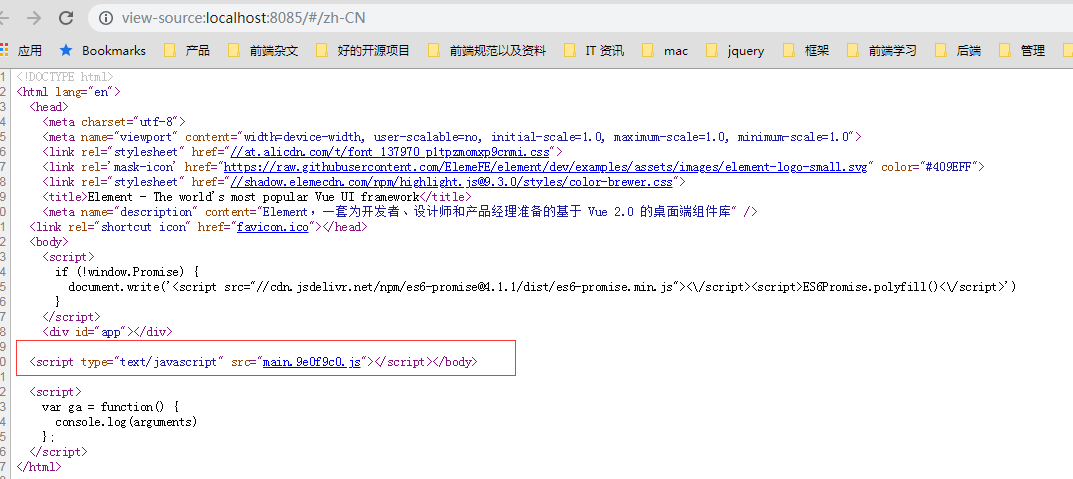 view-source:localhost:8085/#/zh-CN
应用 Bookmarks 产品 前端杂文 好的开源项目 前端规范以及资料 IT 资讯 mac jquery 框架 前端学习 后端 管理
1 <!DOCTYPE html>
2 <html lang="en">
3 <head>
4 <meta charset="utf-8">
5 <meta name="viewport" content="width=device-width, user-scalable=no, initial-scale=1.0, maximum-scale=1.0, minimum-scale=1.0">
6 <link rel="stylesheet" href="//at.alicdn.com/t/font_137970_p1tpzmomxp9cnmi.css">
7 <link rel='mask-icon' href="https://raw.githubusercontent.com/ElemeFE/element/dev/examples/assets/images/element-logo-small.svg" color="#409EFF">
8 <link rel="stylesheet" href="//shadow.elemecdn.com/npm/highlight.js@9.3.0/styles/color-brewer.css">
9 <title>Element - The world's most popular Vue UI framework</title>
0 <meta name="description" content="Element，一套为开发者、设计师和产品经理准备的基于 Vue 2.0 的桌面端组件库" />
1 <link rel="shortcut icon" href="favicon.ico"></head>
2 <body>
3 <script>
4 if (!window.Promise) {
5 document.write('<script src="//cdn.jsdelivr.net/npm/es6-promise@4.1.1/dist/es6-promise.min.js"><\/script><script>ES6Promise.polyfill()<\/script>')
6 }
7 </script>
8 <div id="app"></div>
9
0 <script type="text/javascript" src="main.9e0f9c0.js"></script></body>
1
2 <script>
3 var ga = function() {
4 console.log(arguments)
5 };
6 </script>
7 </html>